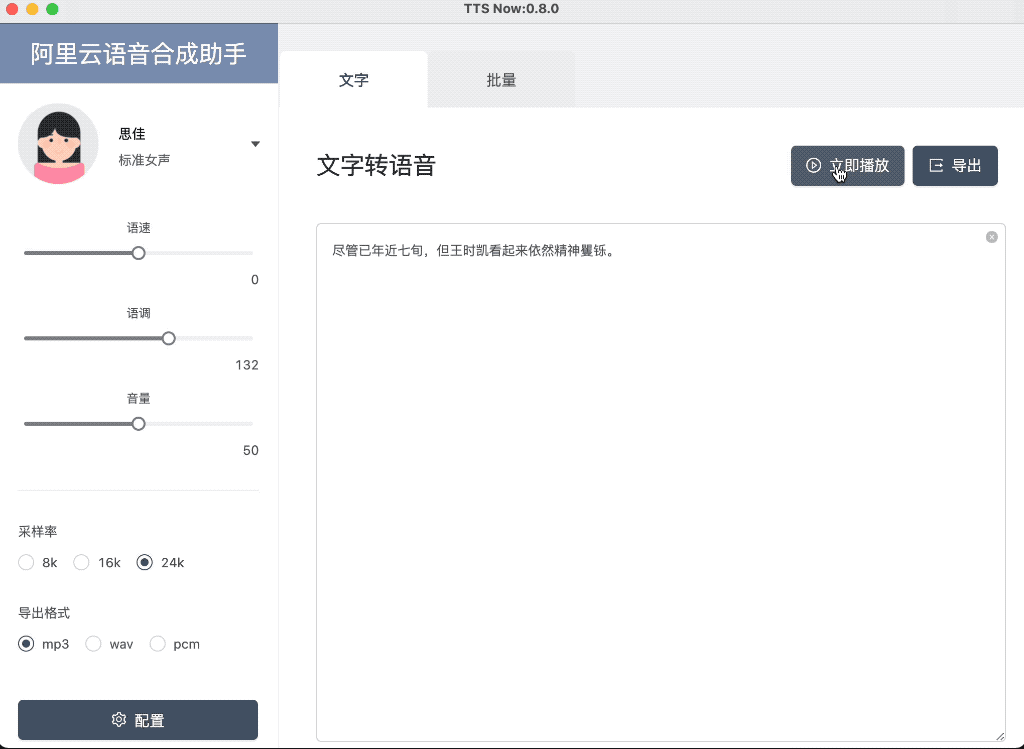 TTS Now:0.8.0
阿里云语音合成助手
思佳
标准女声
语速
0
语调
132
音量
50
采样率
8k 16k 24k
导出格式
mp3 wav pcm
配置
文字 批量
文字转语音
立即播放 导出
尽管已年近七旬，但王时凯看起来依然精神矍铄。